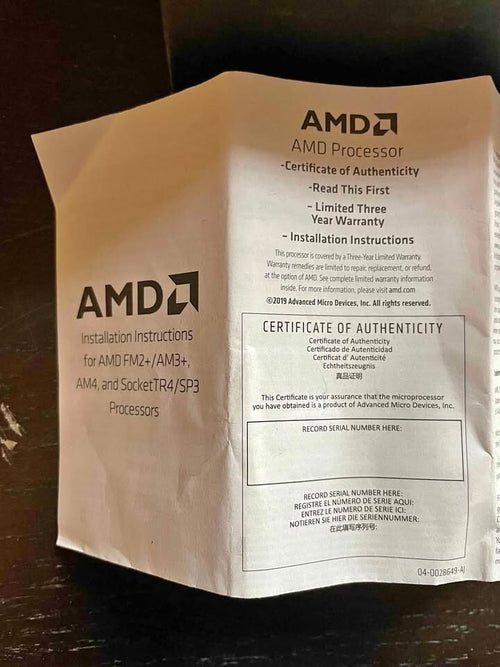 AMD
Installation Instructions
for AMD FM2+/AM3+,
AM4, and SocketTR4/SP3
Processors
AMD
AMD Processor
-Certificate of Authenticity
-Read This First
- Limited Three
Year Warranty
- Installation Instructions
This processor is covered by a Three-Year Limited Warranty.
Warranty remedies are limited to repair, replacement, or refund,
at the option of AMD. See complete limited warranty information
inside. For more information, please visit amd.com
©2019 Advanced Micro Devices, Inc. All rights reserved.
CERTIFICATE OF AUTHENTICITY
Certificate of Authenticity
Certificado de Autenticidad
Certificat d' Autenticité
Echtheitszeugnis
真品证明
This Certificate is your assurance that the microprocessor
you have obtained is a product of Advanced Micro Devices, Inc.
RECORD SERIAL NUMBER HERE:
RECORD SERIAL NUMBER HERE:
REGISTRE EL NÚMERO DE SERIE AQUI:
ENTREZ LE NUMERO DE SERIE ICI:
NOTIEREN SIE HIER DIE SERIENNUMMER:
在此填写序列号:
04-0028649-AJ